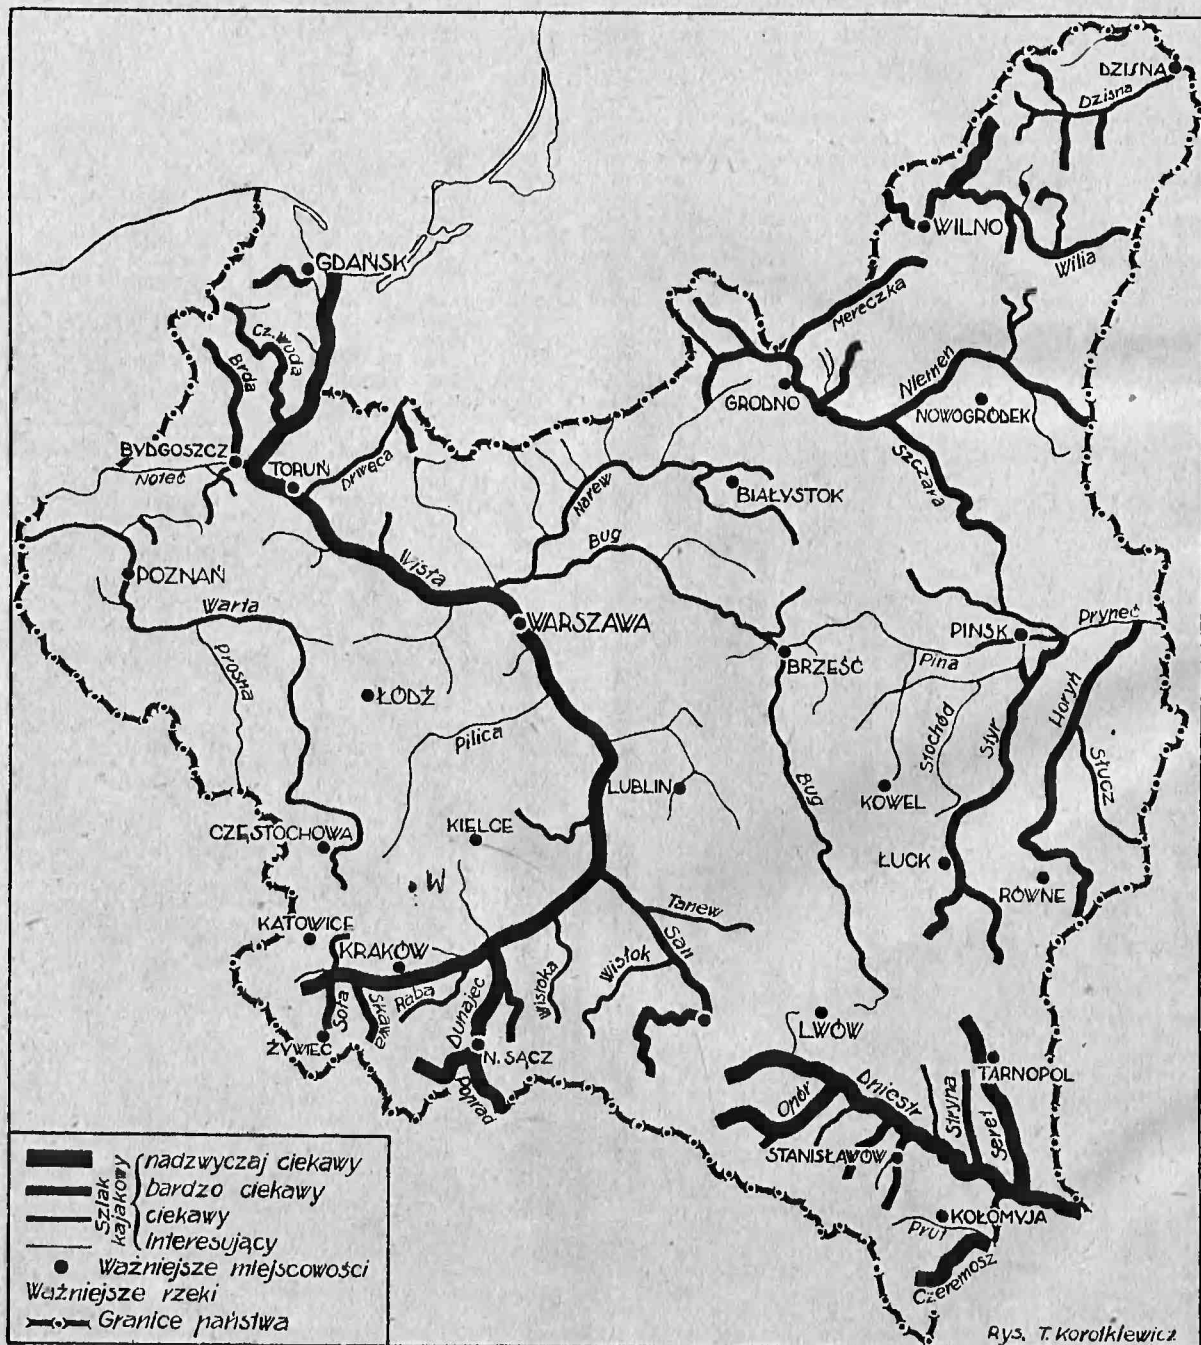 DZISNA
Dzisna
WILNO
Wilia
GDAŃSK
Mereczka
Cz. Woda
Brda
Niemen
GRODNO
NOWOGRÓDEK
BYDGOSZCZ
TORUŃ
Drwęca
Noteć
Szczara
Narew
BIAŁYSTOK
Bug
POZNAŃ
Wisła
Warta
WARSZAWA
PIŃSK
Prypeć
BRZEŚĆ
Pina
Prosna
ŁÓDŹ
Pilica
Stochód
Styr
Horyń
Słucz
LUBLIN
Bug
KOWEL
CZĘSTOCHOWA
KIELCE
ŁUCK
RÓWNE
W
Tanew
San
KATOWICE
KRAKÓW
Wisłok
Wisłoka
Raba
Soła
Skawa
Dunajec
LWÓW
ŻYWIEC
N. SĄCZ
Poprad
TARNOPOL
Dniestr
Opór
Strypa
Seret
STANISŁAWÓW
KOŁOMYJA
Prut
Czeremosz
Szlak kajakowy
nadzwyczaj ciekawy
bardzo ciekawy
ciekawy
interesujący
Ważniejsze miejscowości
Ważniejsze rzeki
Granice państwa
Rys. T. Korotkiewicz